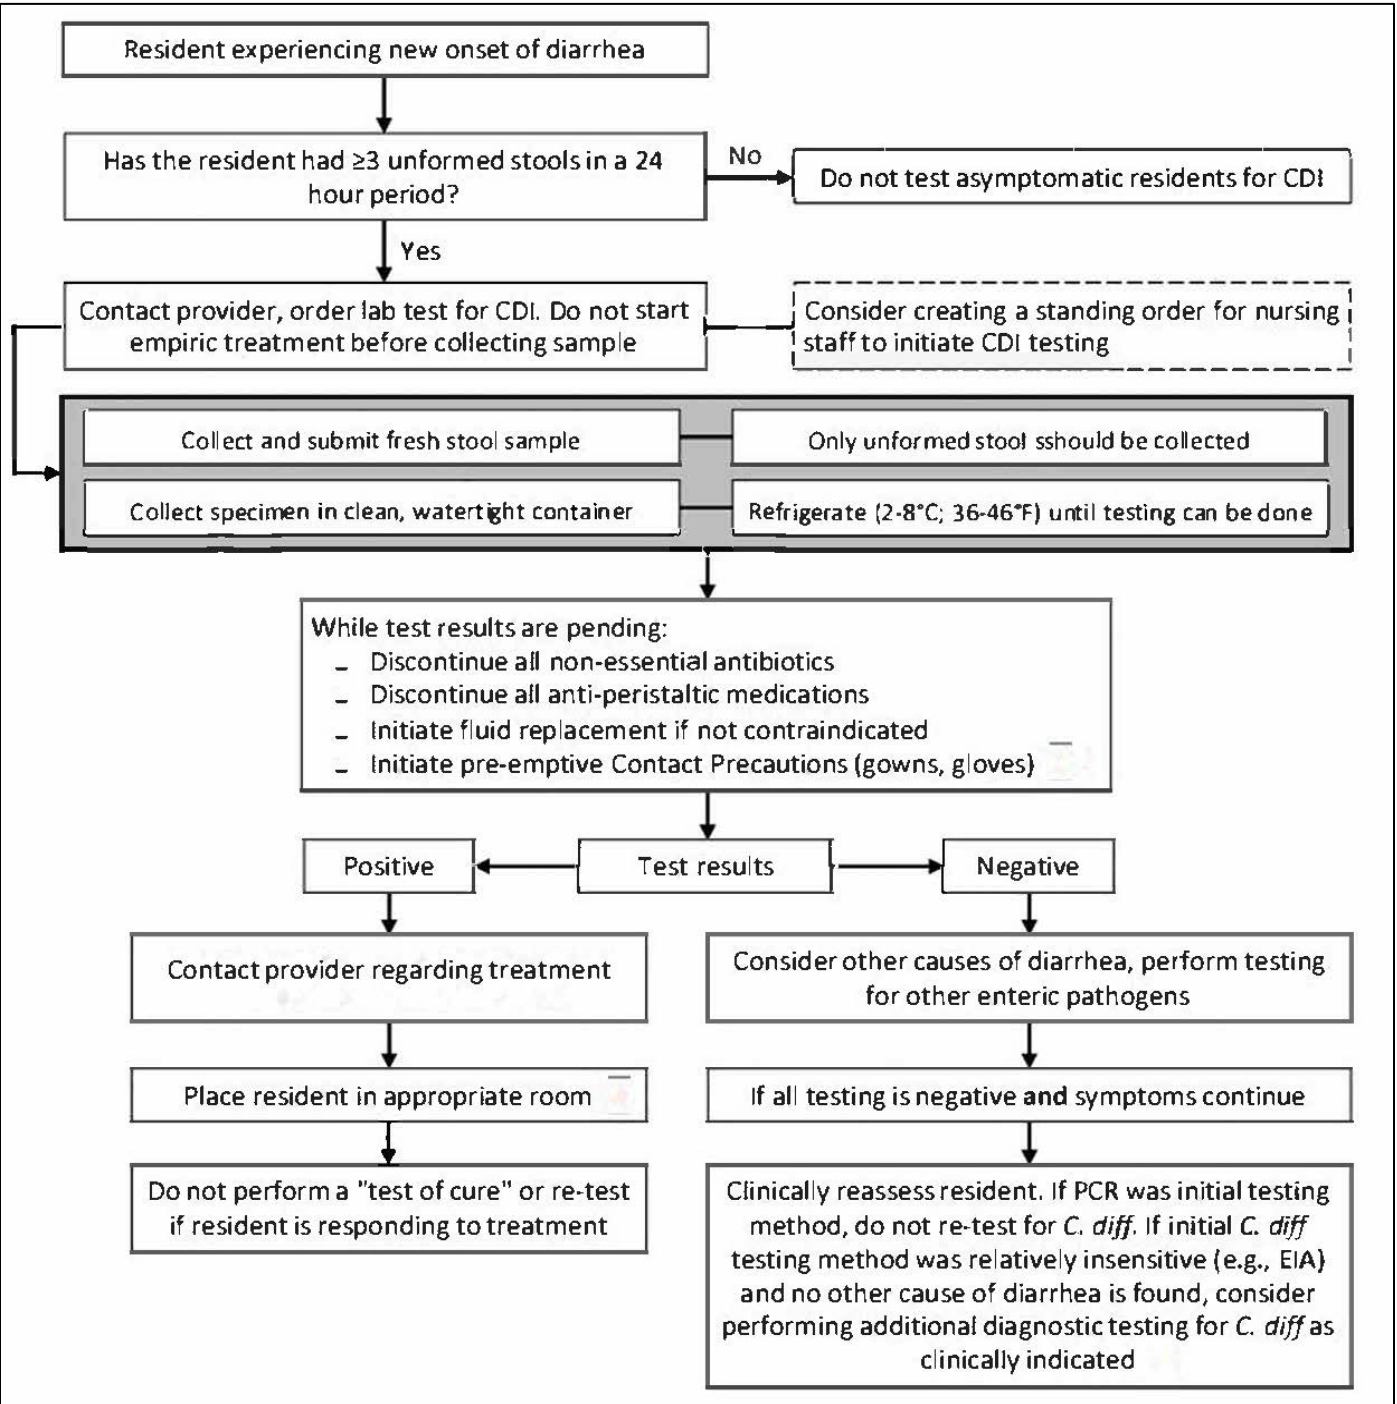 Resident experiencing new onset of diarrhea
Has the resident had ≥3 unformed stools in a 24
hour period?
No
Do not test asymptomatic residents for CDI
Yes
Contact provider, order lab test for CDI. Do not start
empiric treatment before collecting sample
Consider creating a standing order for nursing
staff to initiate CDI testing
Collect and submit fresh stool sample
Only unformed stool sshould be collected
Collect specimen in clean, watertight container
Refrigerate (2-8°C; 36-46°F) until testing can be done
While test results are pending:
– Discontinue all non-essential antibiotics
– Discontinue all anti-peristaltic medications
– Initiate fluid replacement if not contraindicated
– Initiate pre-emptive Contact Precautions (gowns, gloves)
Positive
Test results
Negative
Contact provider regarding treatment
Consider other causes of diarrhea, perform testing
for other enteric pathogens
Place resident in appropriate room
If all testing is negative and symptoms continue
Do not perform a "test of cure" or re-test
if resident is responding to treatment
Clinically reassess resident. If PCR was initial testing
method, do not re-test for C. diff. If initial C. diff
testing method was relatively insensitive (e.g., EIA)
and no other cause of diarrhea is found, consider
performing additional diagnostic testing for C. diff as
clinically indicated